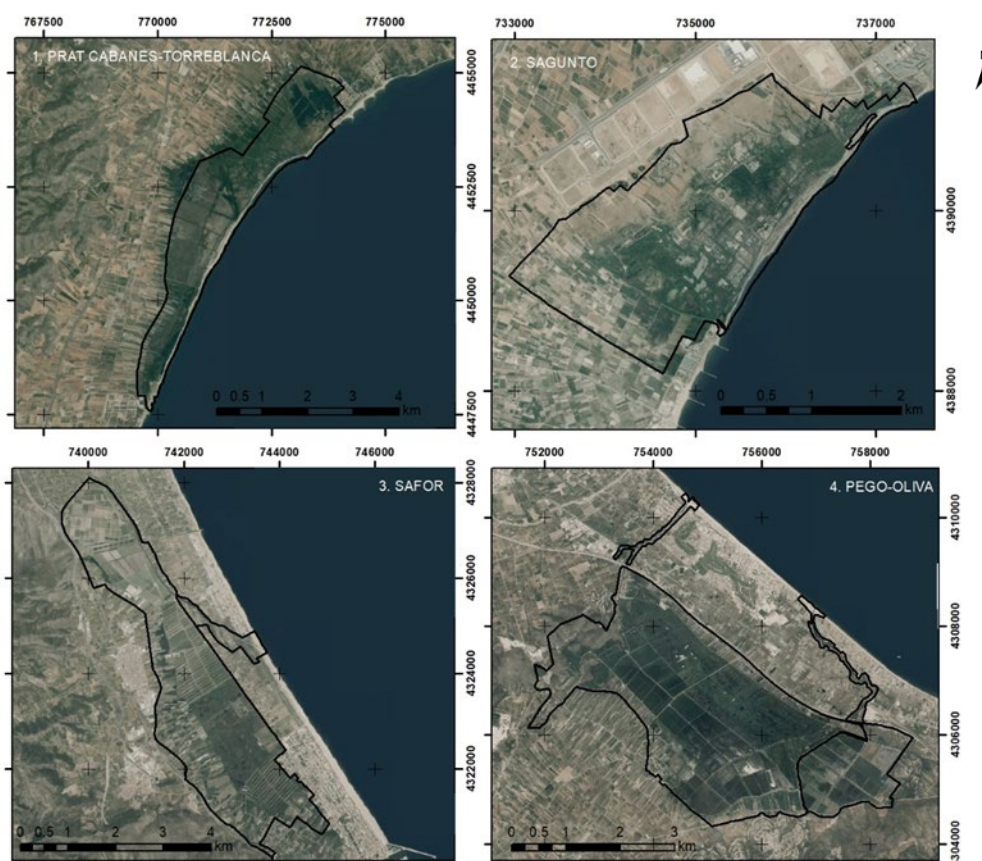 767500 770000 772500 775000
1. PRAT CABANES-TORREBLANCA
4455000
4452500
4450000
4447500
0 0.5 1 2 3 4
km
733000 735000 737000
2. SAGUNTO
4390000
4388000
0 0.5 1 2
km
740000 742000 744000 746000
3. SAFOR
4328000
4326000
4324000
4322000
0 0.5 1 2 3 4
km
752000 754000 756000 758000
4. PEGO-OLIVA
4310000
4308000
4306000
4304000
0 0.5 1 2 3
km